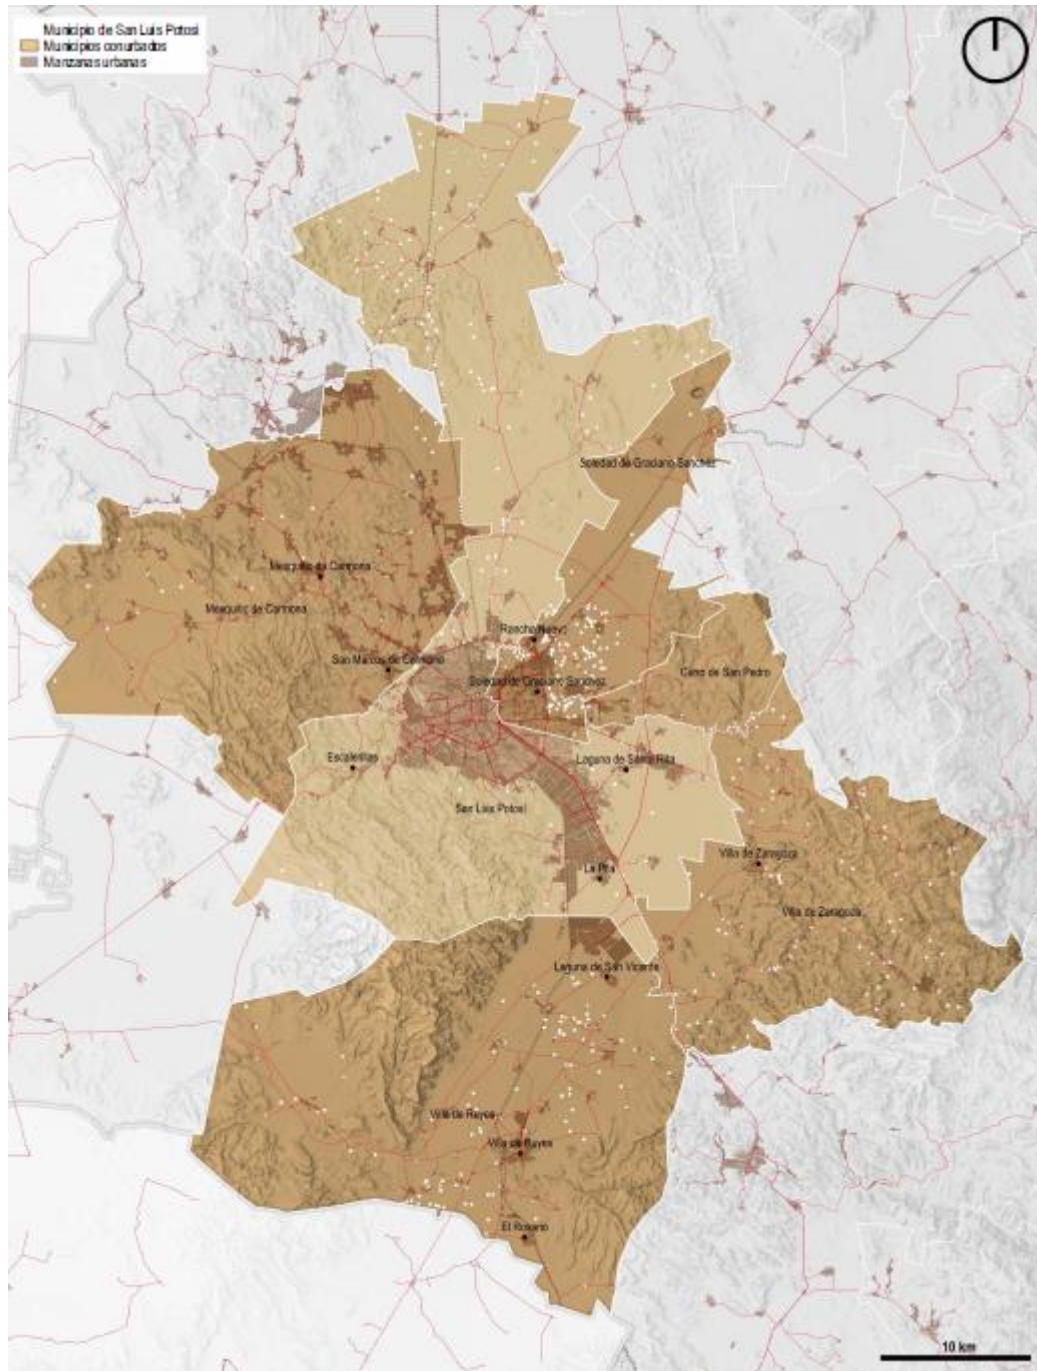 Municipio de San Luis Potosí
Municipios conurbados
Manzanas urbanas
Soledad de Graciano Sánchez
Mexquitic de Carmona
Mexquitic de Carmona
Rancho Nuevo
San Marcos de Carmona
Cerro de San Pedro
Soledad de Graciano Sánchez
Escalerillas
Laguna de Santa Rita
San Luis Potosí
Villa de Zaragoza
La Pila
Villa de Zaragoza
Laguna de San Vicente
Villa de Reyes
Villa de Reyes
El Rosario
10 km